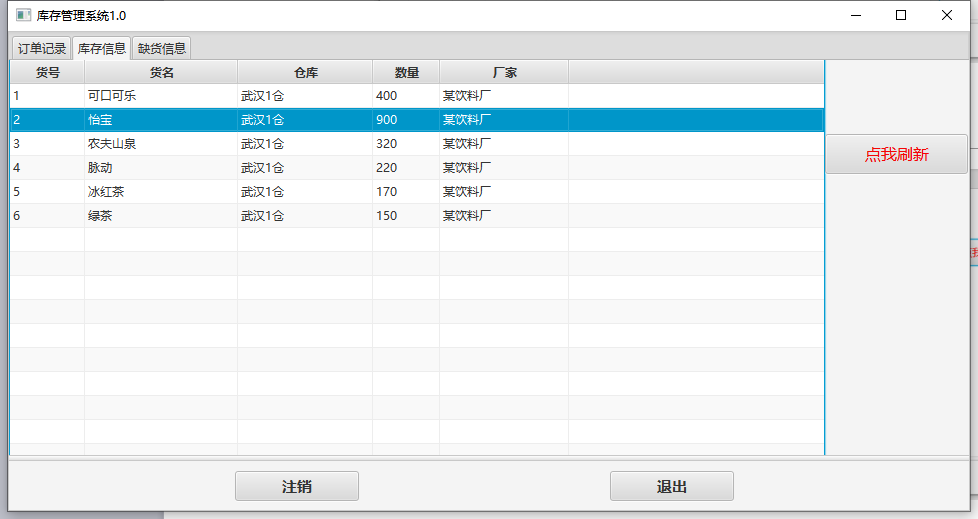 库存管理系统1.0
订单记录 库存信息 缺货信息
货号 货名 仓库 数量 厂家
1 可口可乐 武汉1仓 400 某饮料厂
2 怡宝 武汉1仓 900 某饮料厂
3 农夫山泉 武汉1仓 320 某饮料厂
4 脉动 武汉1仓 220 某饮料厂
5 冰红茶 武汉1仓 170 某饮料厂
6 绿茶 武汉1仓 150 某饮料厂
点我刷新
注销 退出